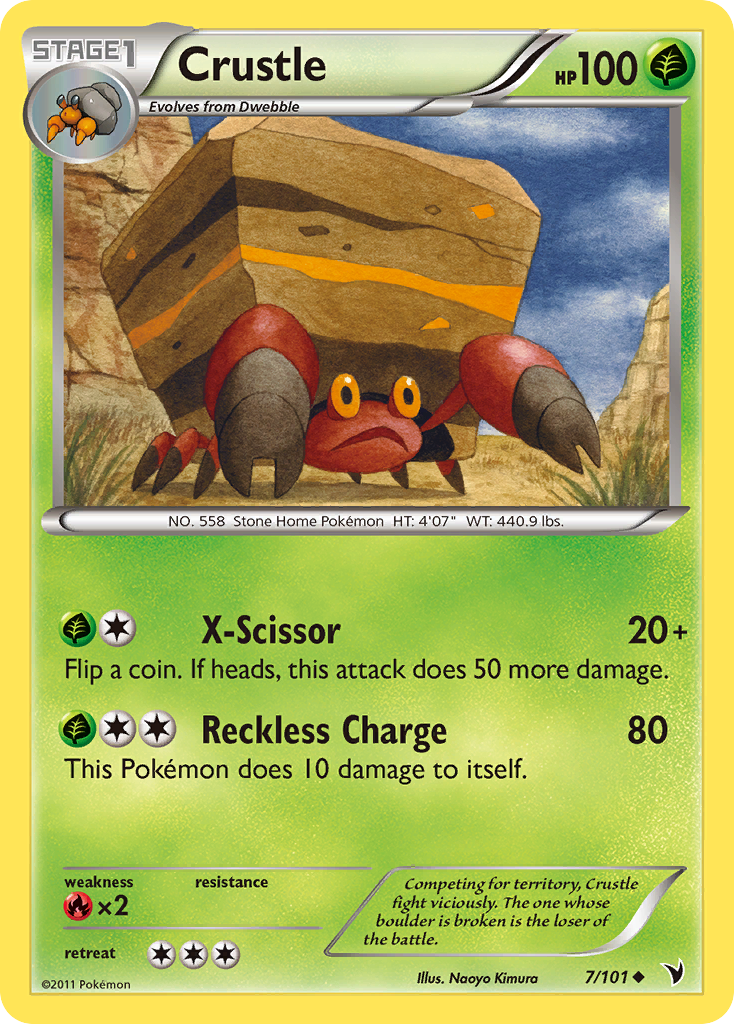 STAGE1
Crustle
HP100
Evolves from Dwebble
NO. 558 Stone Home Pokémon HT: 4'07" WT: 440.9 lbs.
X-Scissor 20+
Flip a coin. If heads, this attack does 50 more damage.
Reckless Charge 80
This Pokémon does 10 damage to itself.
weakness resistance
×2
retreat
Competing for territory, Crustle
fight viciously. The one whose
boulder is broken is the loser of
the battle.
©2011 Pokémon
Illus. Naoyo Kimura
7/101